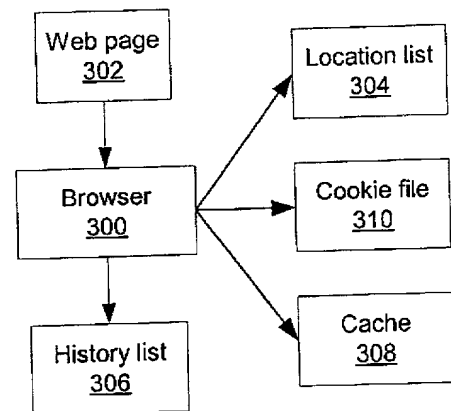 Web page
302
Location list
304
Browser
300
Cookie file
310
History list
306
Cache
308